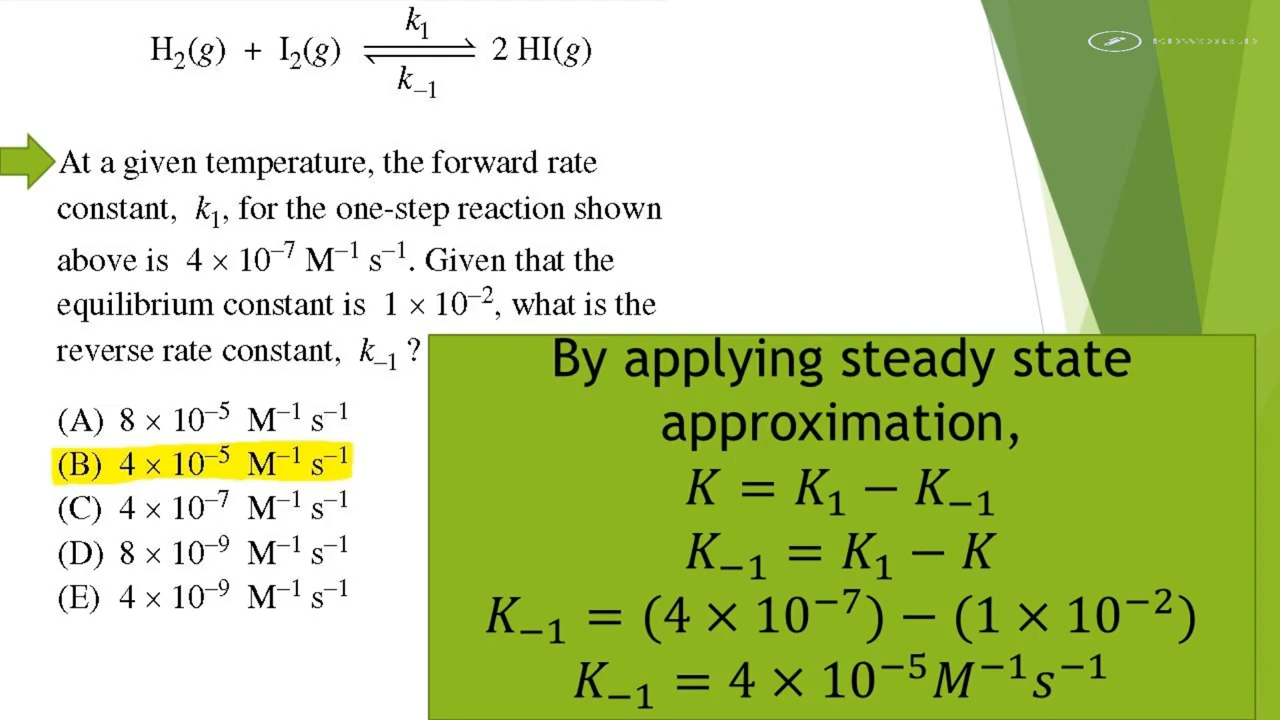 k₁
H₂(g) + I₂(g) ⇌ 2 HI(g)
k₋₁
At a given temperature, the forward rate
constant, k₁, for the one-step reaction shown
above is 4 × 10⁻⁷ M⁻¹ s⁻¹. Given that the
equilibrium constant is 1 × 10⁻², what is the
reverse rate constant, k₋₁ ?
(A) 8 × 10⁻⁵ M⁻¹ s⁻¹
(B) 4 × 10⁻⁵ M⁻¹ s⁻¹
(C) 4 × 10⁻⁷ M⁻¹ s⁻¹
(D) 8 × 10⁻⁹ M⁻¹ s⁻¹
(E) 4 × 10⁻⁹ M⁻¹ s⁻¹
By applying steady state
approximation,
K = K₁ − K₋₁
K₋₁ = K₁ − K
K₋₁ = (4 × 10⁻⁷) − (1 × 10⁻²)
K₋₁ = 4 × 10⁻⁵M⁻¹s⁻¹